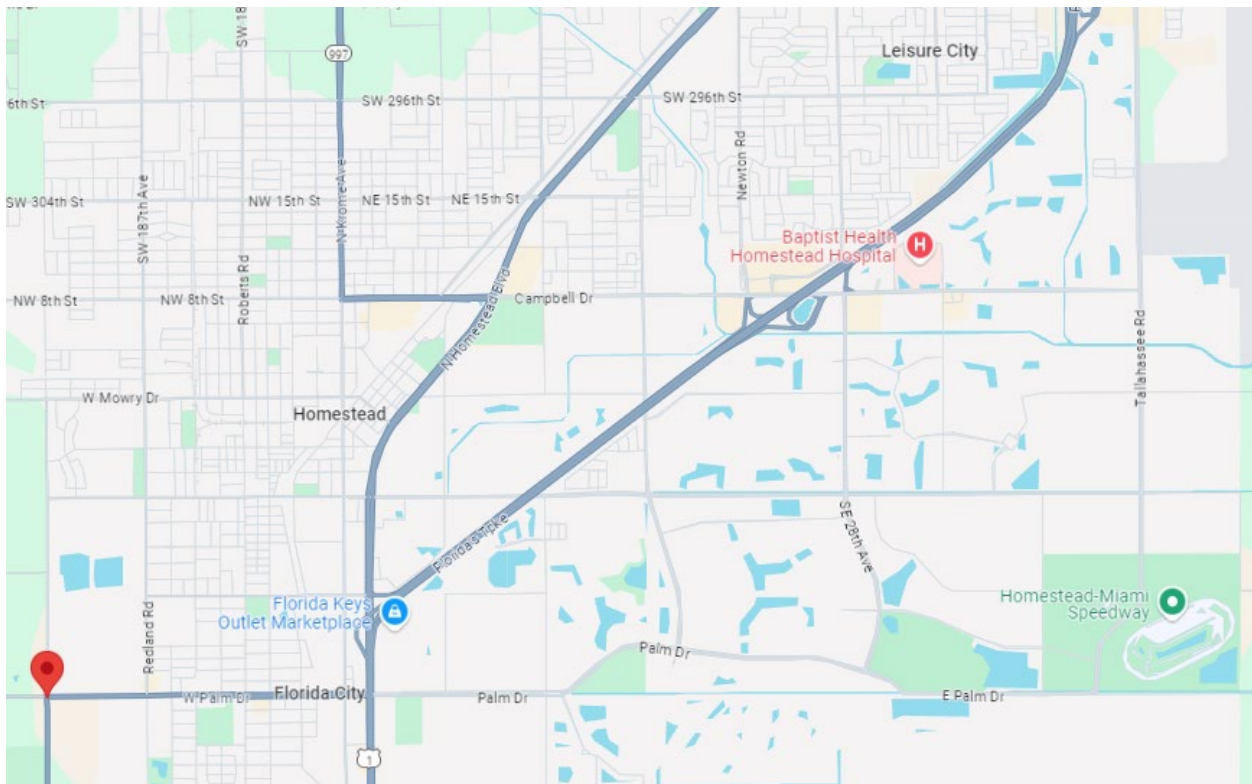 SW 18
997
Leisure City
6th St
SW 296th St
SW 296th St
Newton Rd
SW 187th Ave
N Krome Ave
SW 304th St
NW 15th St
NE 15th St
NE 15th St
Baptist Health
Homestead Hospital
H
Roberts Rd
NW 8th St
NW 8th St
Campbell Dr
N Homestead Blvd
Tallahassee Rd
W Mowry Dr
Homestead
SE 28th Ave
Florida Keys
Outlet Marketplace
Homestead-Miami
Speedway
Redland Rd
Palm Dr
W Palm Dr
Florida City
Palm Dr
E Palm Dr
1